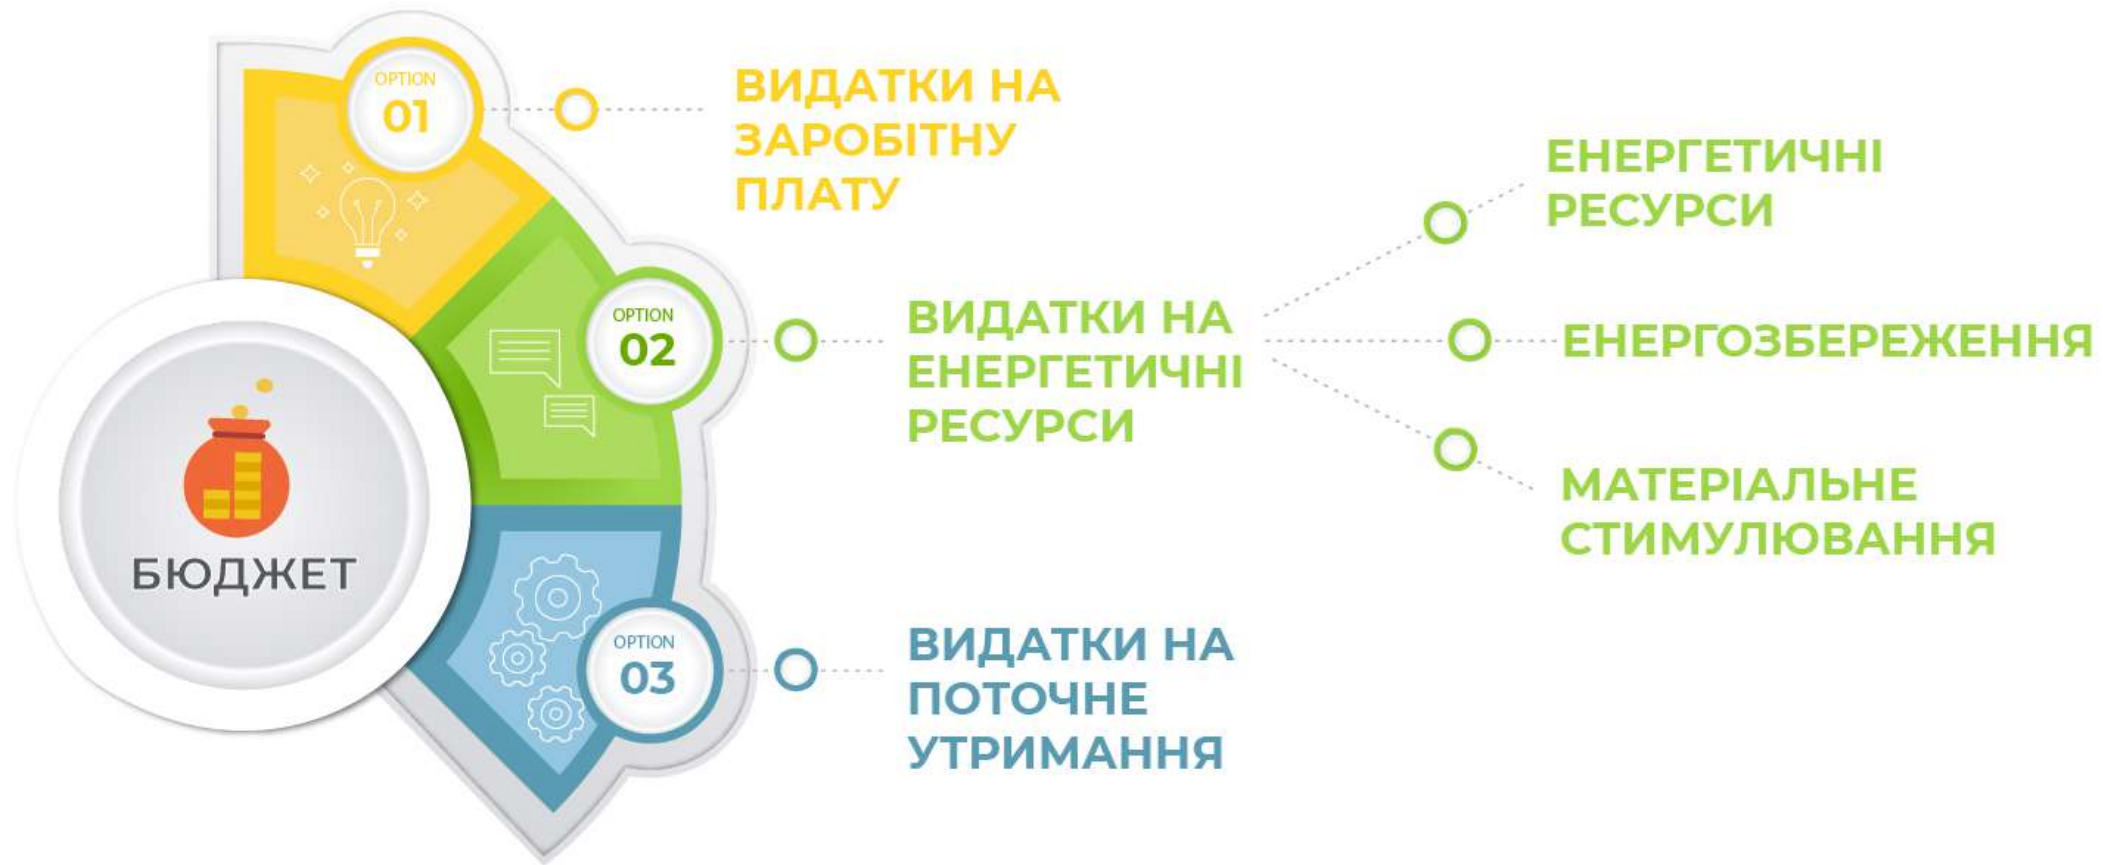 OPTION
01
ВИДАТКИ НА
ЗАРОБІТНУ
ПЛАТУ
OPTION
02
ВИДАТКИ НА
ЕНЕРГЕТИЧНІ
РЕСУРСИ
ЕНЕРГЕТИЧНІ
РЕСУРСИ
ЕНЕРГОЗБЕРЕЖЕННЯ
МАТЕРІАЛЬНЕ
СТИМУЛЮВАННЯ
БЮДЖЕТ
OPTION
03
ВИДАТКИ НА
ПОТОЧНЕ
УТРИМАННЯ